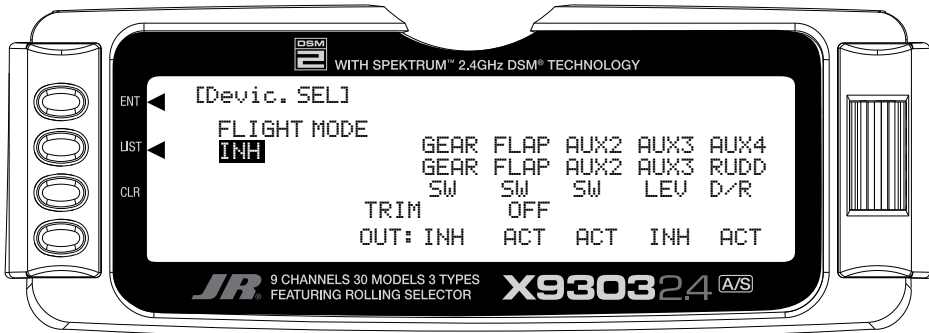 DSM
2
WITH SPEKTRUM™ 2.4GHz DSM® TECHNOLOGY
ENT
[Devic. SEL]
FLIGHT MODE
LIST
INH
GEAR FLAP AUX2 AUX3 AUX4
GEAR FLAP AUX2 AUX3 RUDD
CLR
SW SW SW LEV D/R
TRIM OFF
OUT: INH ACT ACT INH ACT
JR®
9 CHANNELS 30 MODELS 3 TYPES
FEATURING ROLLING SELECTOR
X9303 2.4 A/S